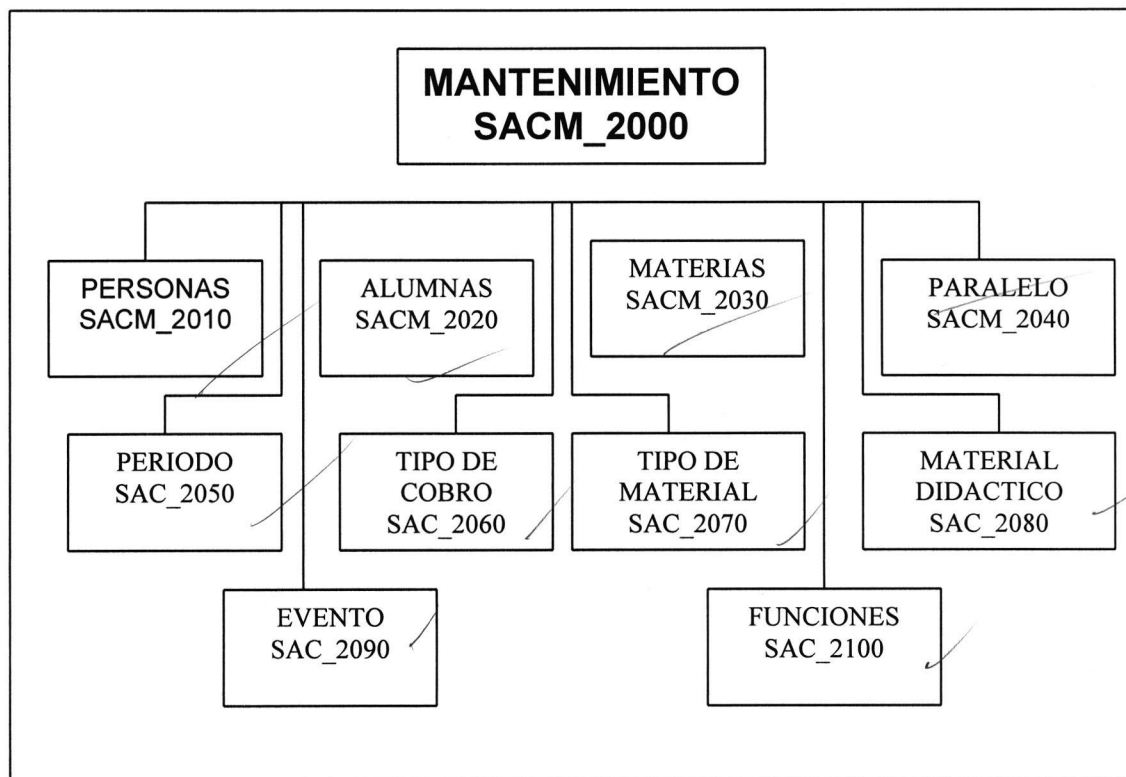 MANTENIMIENTO
SACM_2000
PERSONAS
SACM_2010
ALUMNAS
SACM_2020
MATERIAS
SACM_2030
PARALELO
SACM_2040
PERIODO
SAC_2050
TIPO DE
COBRO
SAC_2060
TIPO DE
MATERIAL
SAC_2070
MATERIAL
DIDACTICO
SAC_2080
EVENTO
SAC_2090
FUNCIONES
SAC_2100